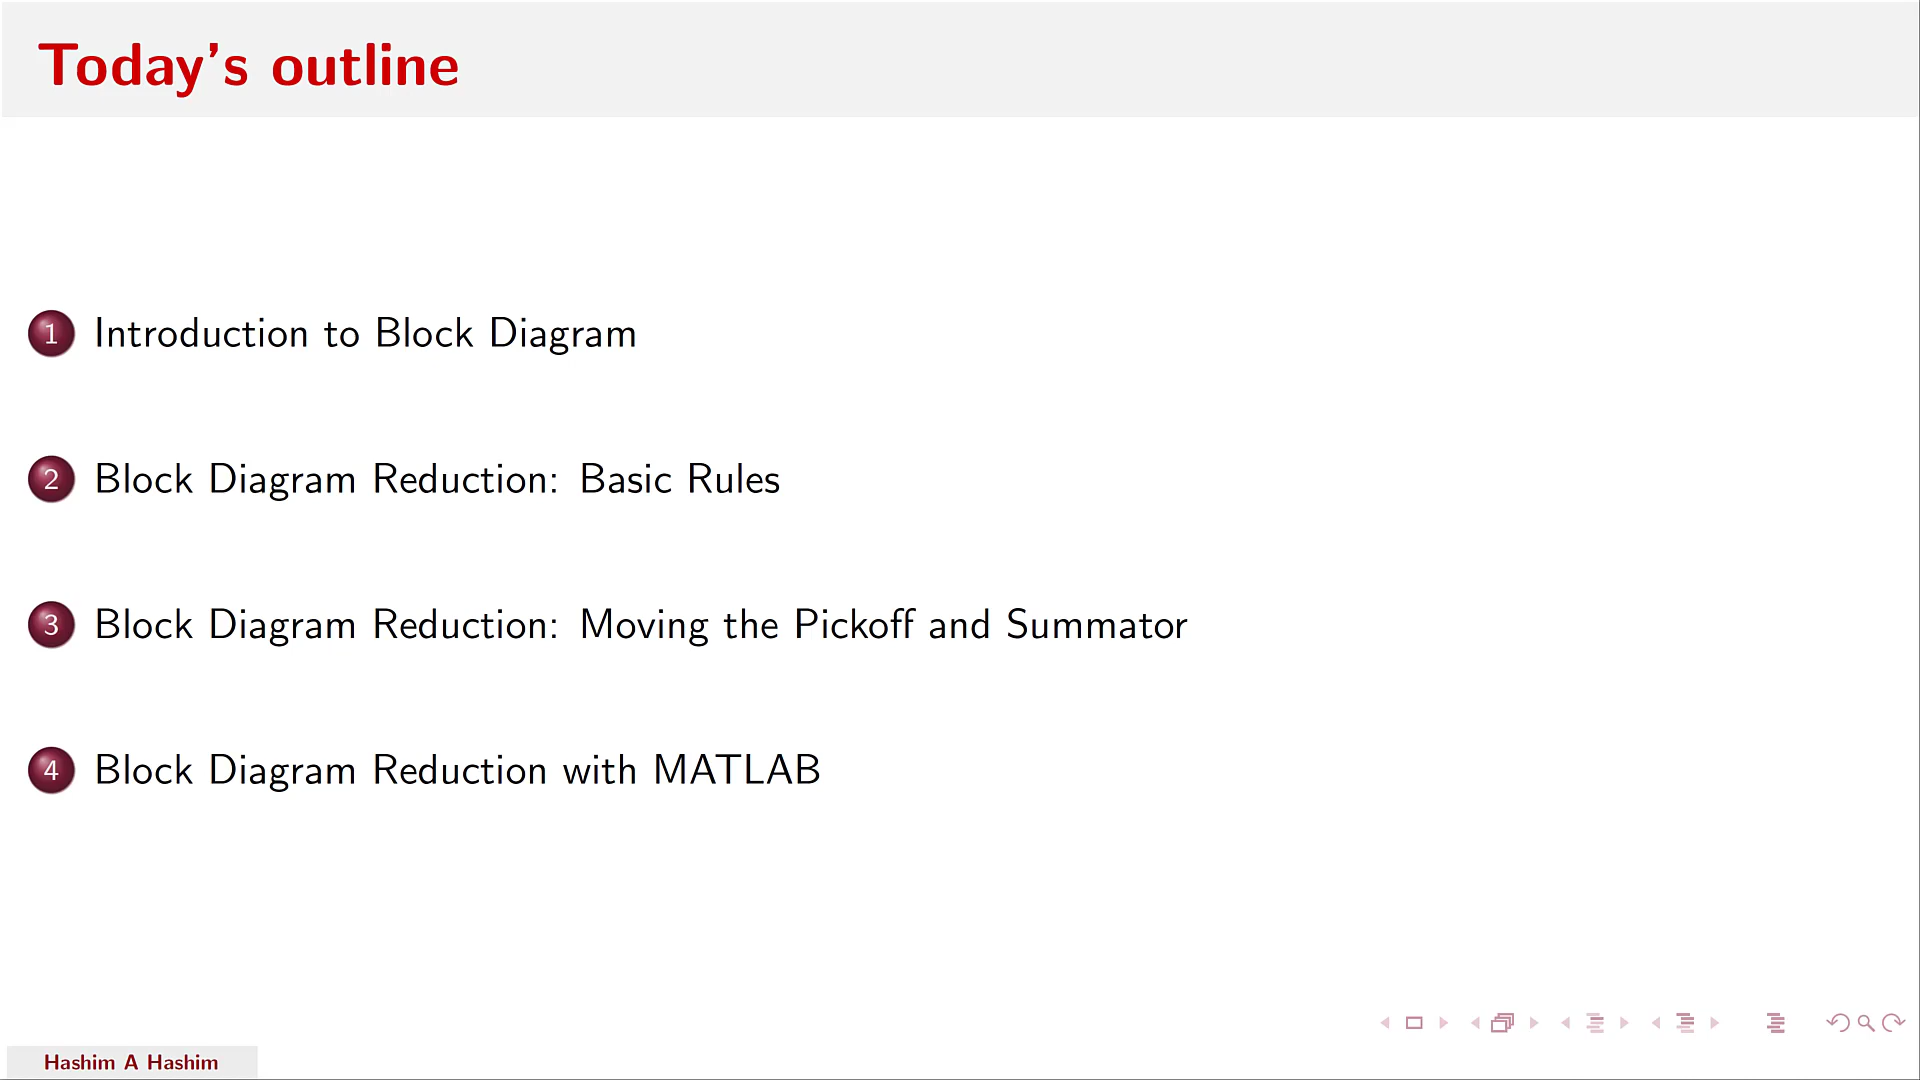 Today's outline
1 Introduction to Block Diagram
2 Block Diagram Reduction: Basic Rules
3 Block Diagram Reduction: Moving the Pickoff and Summator
4 Block Diagram Reduction with MATLAB
Hashim A Hashim